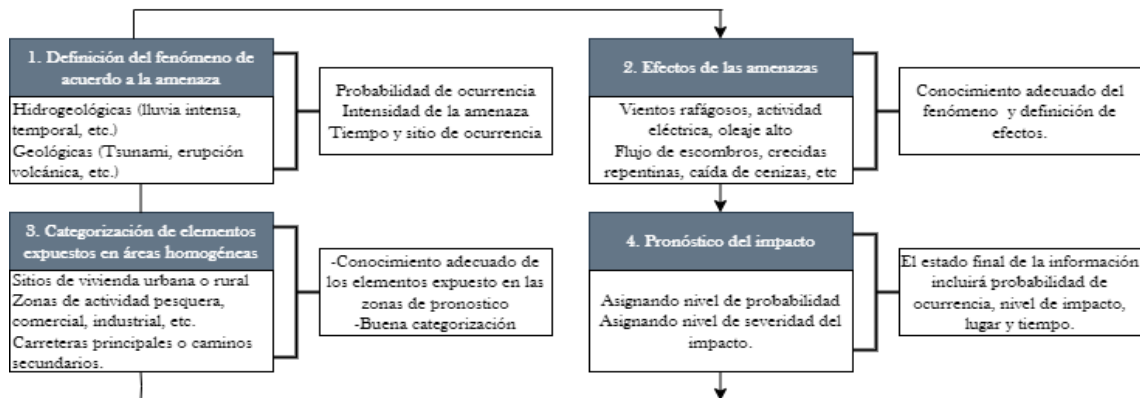 1. Definición del fenómeno de
acuerdo a la amenaza
Hidrogeológicas (lluvia intensa,
temporal, etc.)
Geológicas (Tsunami, erupción
volcánica, etc.)
Probabilidad de ocurrencia
Intensidad de la amenaza
Tiempo y sitio de ocurrencia
2. Efectos de las amenazas
Vientos rafágosos, actividad
eléctrica, oleaje alto
Flujo de escombros, crecidas
repentinas, caída de cenizas, etc
Conocimiento adecuado del
fenómeno y definición de
efectos.
3. Categorización de elementos
expuestos en áreas homogéneas
Sitios de vivienda urbana o rural
Zonas de actividad pesquera,
comercial, industrial, etc.
Carreteras principales o caminos
secundarios.
-Conocimiento adecuado de
los elementos expuesto en las
zonas de pronostico
-Buena categorización
4. Pronóstico del impacto
Asignando nivel de probabilidad
Asignando nivel de severidad del
impacto.
El estado final de la información
incluirá probabilidad de
ocurrencia, nivel de impacto,
lugar y tiempo.